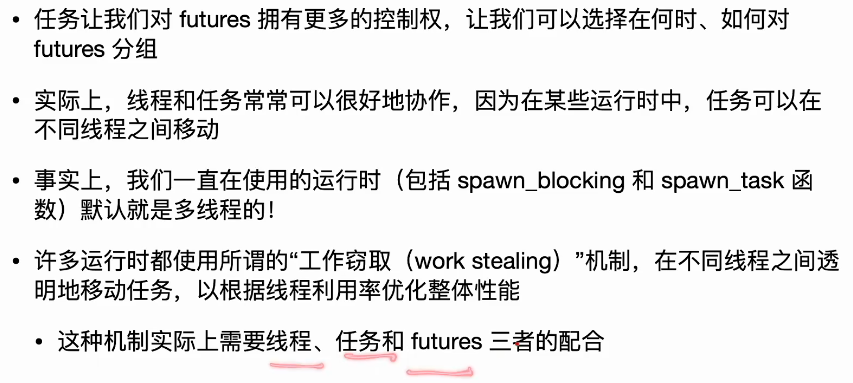 • 任务让我们对 futures 拥有更多的控制权，让我们可以选择在何时、如何对
futures 分组
• 实际上，线程和任务常常可以很好地协作，因为在某些运行时中，任务可以在
不同线程之间移动
• 事实上，我们一直在使用的运行时（包括 spawn_blocking 和 spawn_task 函
数）默认就是多线程的！
• 许多运行时都使用所谓的“工作窃取（work stealing）”机制，在不同线程之间透
明地移动任务，以根据线程利用率优化整体性能
• 这种机制实际上需要线程、任务和 futures 三者的配合